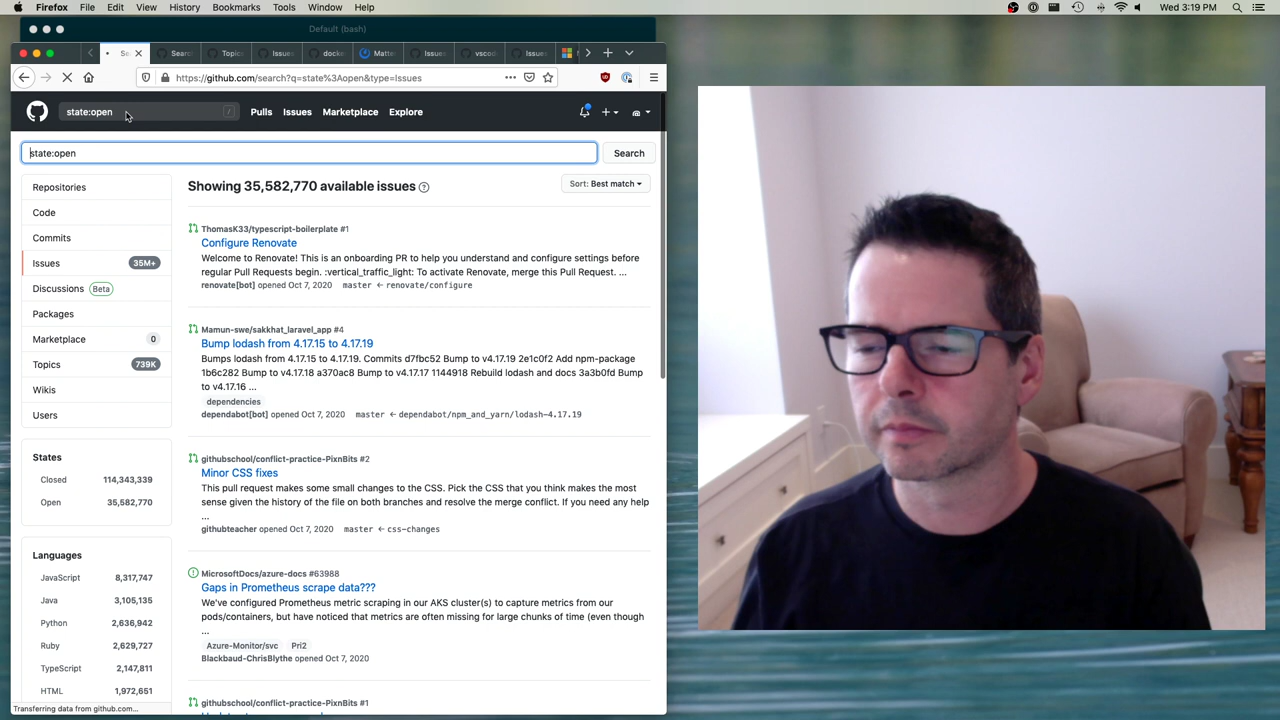 Firefox File Edit View History Bookmarks Tools Window Help
Wed 3:19 PM
Default (bash)
Se
Searc
Topic
Issues
docke
Matte
Issues
vscod
Issues
https://github.com/search?q=state%3Aopen&type=Issues
state:open
/
Pulls Issues Marketplace Explore
state:open
Search
Repositories
Code
Commits
Issues 35M+
Discussions Beta
Packages
Marketplace 0
Topics 739K
Wikis
Users
States
Closed 114,343,339
Open 35,582,770
Languages
JavaScript 8,317,747
Java 3,105,135
Python 2,636,942
Ruby 2,629,727
TypeScript 2,147,811
HTML 1,972,651
Showing 35,582,770 available issues
Sort: Best match
ThomasK33/typescript-boilerplate #1
Configure Renovate
Welcome to Renovate! This is an onboarding PR to help you understand and configure settings before
regular Pull Requests begin. :vertical_traffic_light: To activate Renovate, merge this Pull Request. ...
renovate[bot] opened Oct 7, 2020 master ← renovate/configure
Mamun-swe/sakkhat_laravel_app #4
Bump lodash from 4.17.15 to 4.17.19
Bumps lodash from 4.17.15 to 4.17.19. Commits d7fbc52 Bump to v4.17.19 2e1c0f2 Add npm-package
1b6c282 Bump to v4.17.18 a370ac8 Bump to v4.17.17 1144918 Rebuild lodash and docs 3a3b0fd Bump
to v4.17.16 ...
dependencies
dependabot[bot] opened Oct 7, 2020 master ← dependabot/npm_and_yarn/lodash-4.17.19
githubschool/conflict-practice-PixnBits #2
Minor CSS fixes
This pull request makes some small changes to the CSS. Pick the CSS that you think makes the most
sense given the history of the file on both branches and resolve the merge conflict. If you need any help
...
githubteacher opened Oct 7, 2020 master ← css-changes
MicrosoftDocs/azure-docs #63988
Gaps in Prometheus scrape data???
We've configured Prometheus metric scraping in our AKS cluster(s) to capture metrics from our
pods/containers, but have noticed that metrics are often missing for large chunks of time (even though
...
Azure-Monitor/svc Pri2
Blackbaud-ChrisBlythe opened Oct 7, 2020
githubschool/conflict-practice-PixnBits #1
Transferring data from github.com...